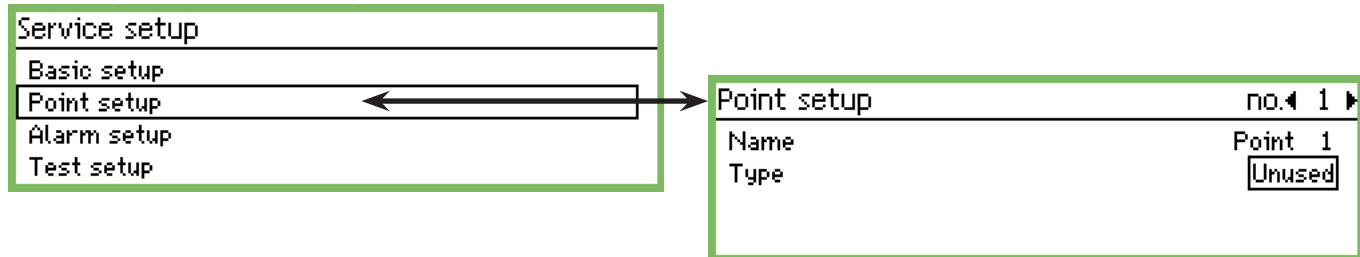 Service setup
Basic setup
Point setup
Alarm setup
Test setup
Point setup no. 1
Name Point 1
Type Unused